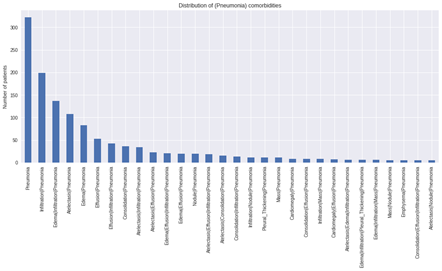 Distribution of (Pneumonia) comorbidities
Number of patients
300
250
200
150
100
50
0
Pneumonia
Infiltration|Pneumonia
Edema|Infiltration|Pneumonia
Atelectasis|Pneumonia
Edema|Pneumonia
Effusion|Pneumonia
Effusion|Infiltration|Pneumonia
Consolidation|Pneumonia
Atelectasis|Infiltration|Pneumonia
Atelectasis|Effusion|Pneumonia
Edema|Effusion|Infiltration|Pneumonia
Edema|Effusion|Pneumonia
Nodule|Pneumonia
Atelectasis|Effusion|Infiltration|Pneumonia
Atelectasis|Consolidation|Pneumonia
Consolidation|Infiltration|Pneumonia
Infiltration|Nodule|Pneumonia
Pleural_Thickening|Pneumonia
Mass|Pneumonia
Cardiomegaly|Pneumonia
Consolidation|Effusion|Pneumonia
Infiltration|Mass|Pneumonia
Cardiomegaly|Effusion|Pneumonia
Atelectasis|Edema|Infiltration|Pneumonia
Edema|Infiltration|Pleural_Thickening|Pneumonia
Edema|Infiltration|Mass|Pneumonia
Mass|Nodule|Pneumonia
Emphysema|Pneumonia
Consolidation|Effusion|Infiltration|Pneumonia
Atelectasis|Nodule|Pneumonia